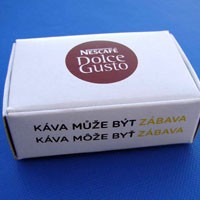 NESCAFÉ
Dolce
Gusto
KÁVA MŮŽE BÝT ZÁBAVA
KÁVA MÔŽE BYŤ ZÁBAVA